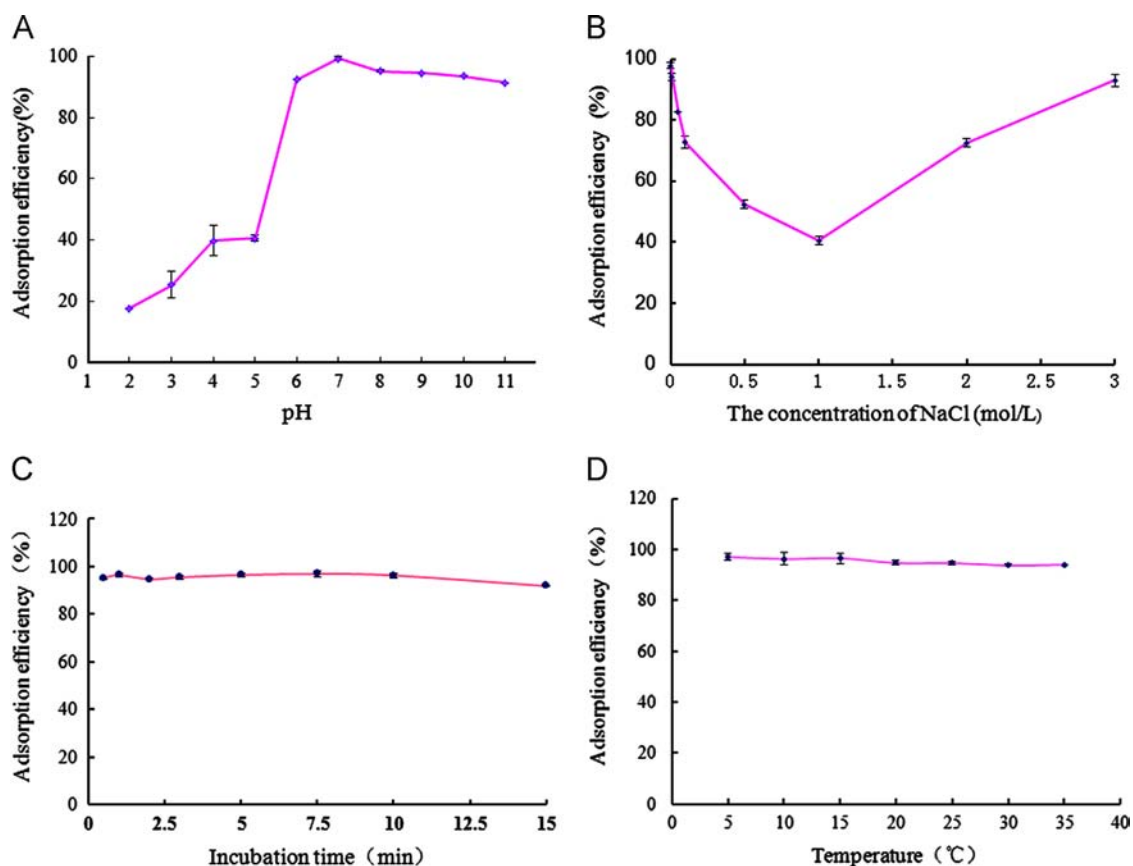 A
Adsorption efficiency(%)
100
80
60
40
20
0
1 2 3 4 5 6 7 8 9 10 11
pH
B
Adsorption efficiency (%)
100
80
60
40
20
0
0 0.5 1 1.5 2 2.5 3
The concentration of NaCl (mol/L)
C
Adsorption efficiency (%)
120
100
80
60
40
20
0
0 2.5 5 7.5 10 12.5 15
Incubation time (min)
D
Adsorption efficiency (%)
120
100
80
60
40
20
0
0 5 10 15 20 25 30 35 40
Temperature (℃)